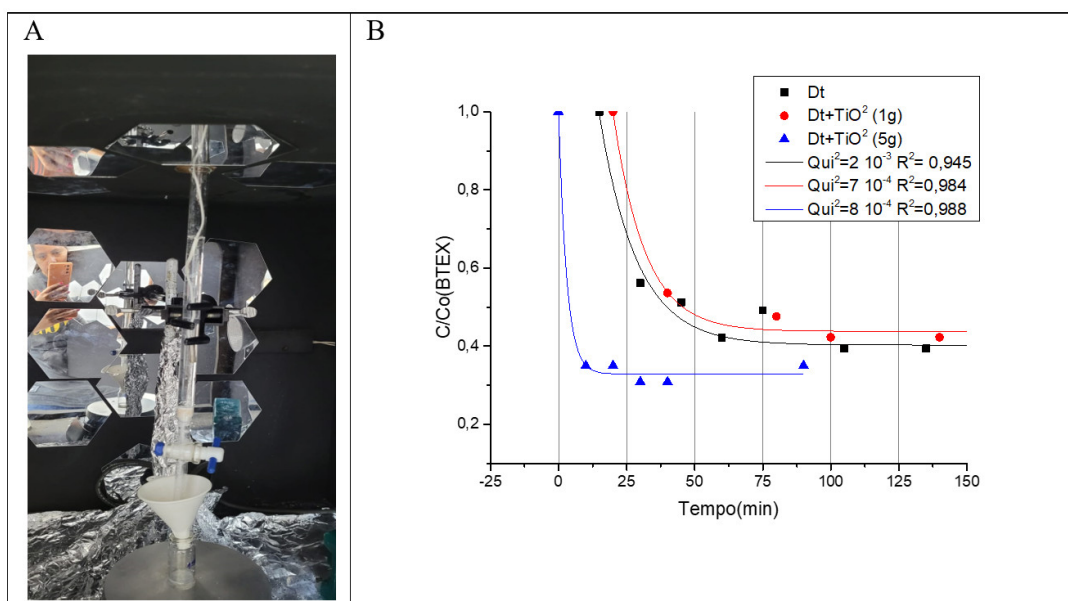 A
B
Dt
Dt+TiO² (1g)
Dt+TiO² (5g)
Qui²=2 10⁻³ R²= 0,945
Qui²=7 10⁻⁴ R²=0,984
Qui²=8 10⁻⁴ R²=0,988
1,0
0,8
0,6
0,4
0,2
C/Co(BTEX)
-25 0 25 50 75 100 125 150
Tempo(min)